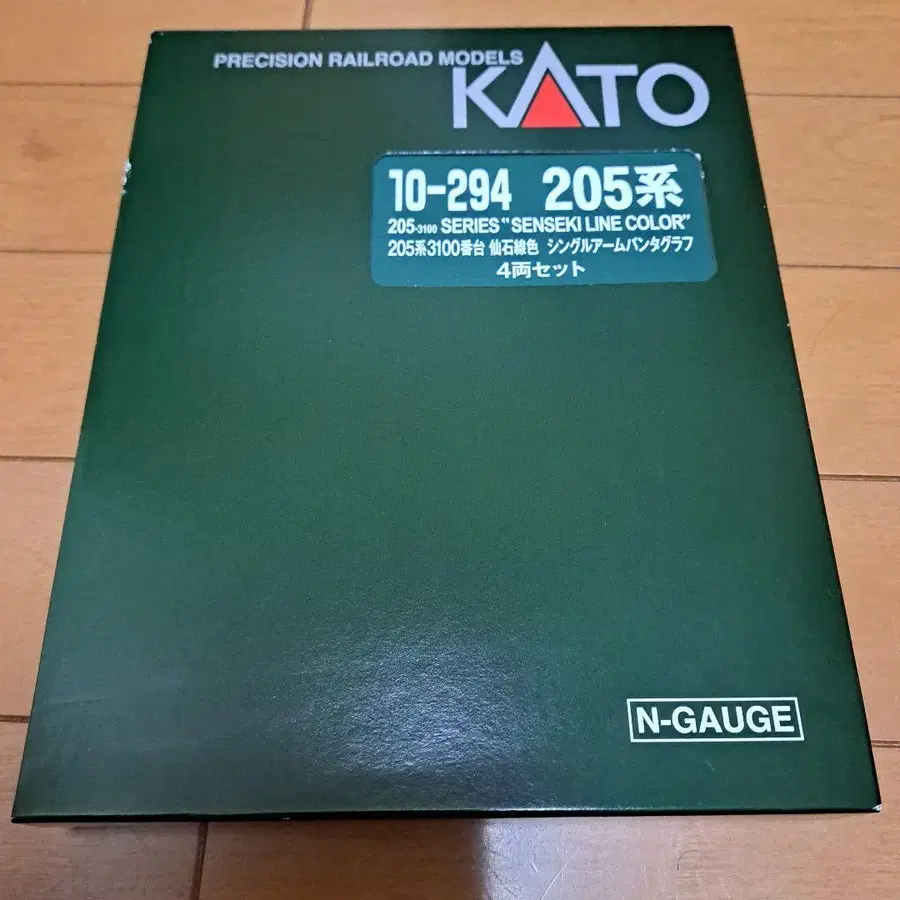 PRECISION RAILROAD MODELS
KATO
10-294 205系
205-3100 SERIES "SENSEKI LINE COLOR"
205系3100番台 仙石線色 シングルアームパンタグラフ
4両セット
N-GAUGE